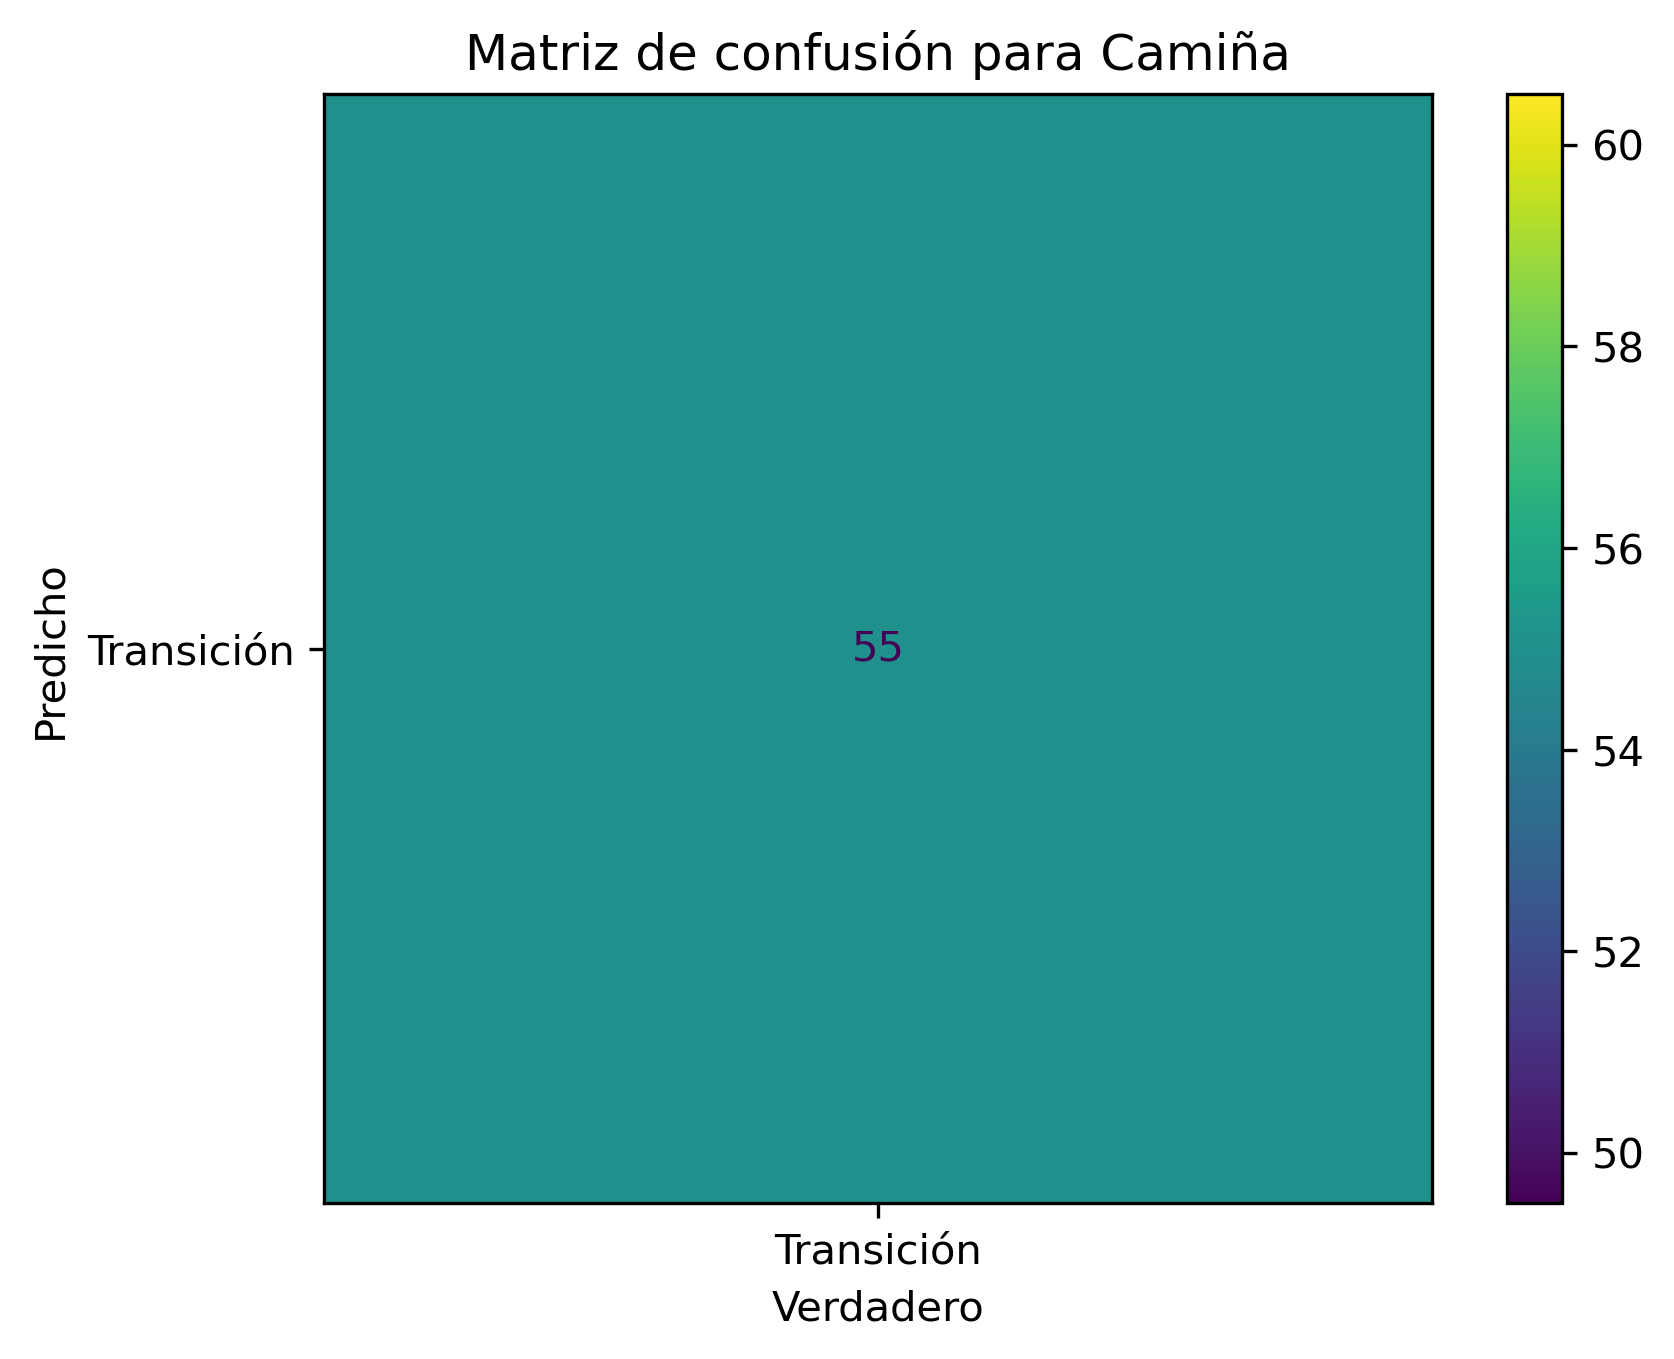 Matriz de confusión para Camiña
Predicho
Transición
55
Transición
Verdadero
60
58
56
54
52
50